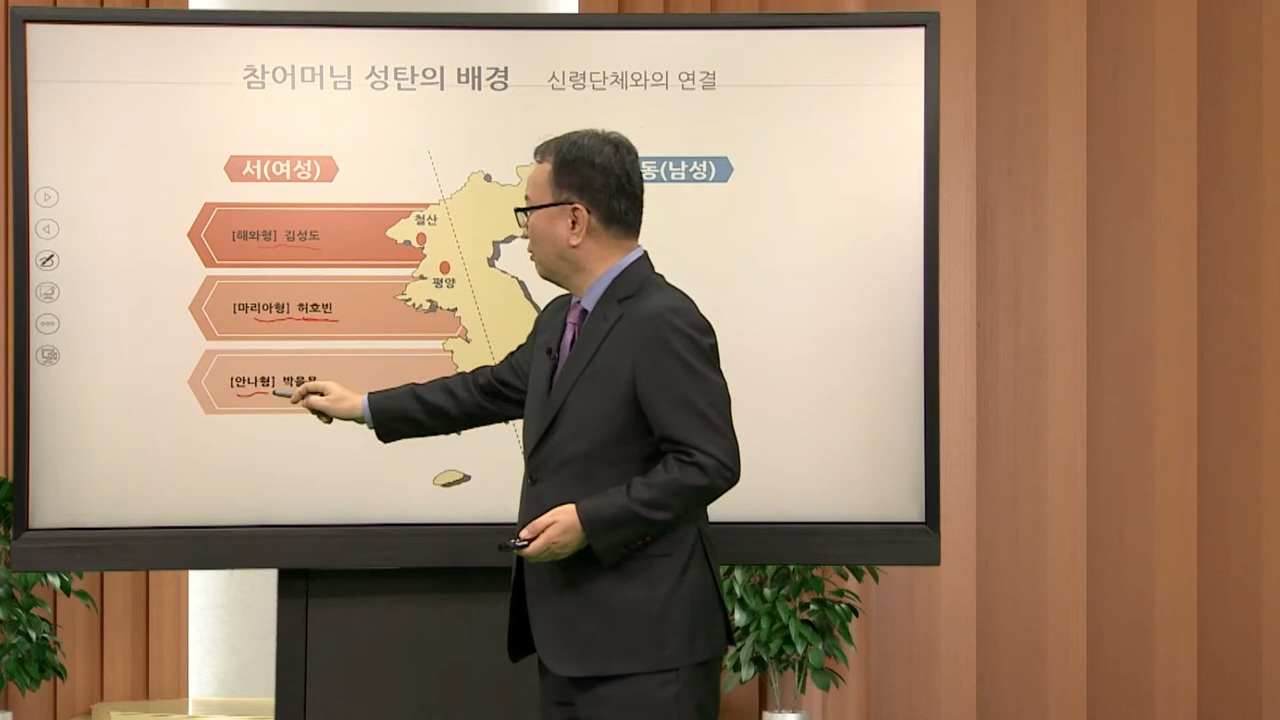 참어머님 성탄의 배경 신령단체와의 연결
서(여성)
동(남성)
철산
[해와형] 김성도
평양
[마리아형] 허호빈
[안나형]